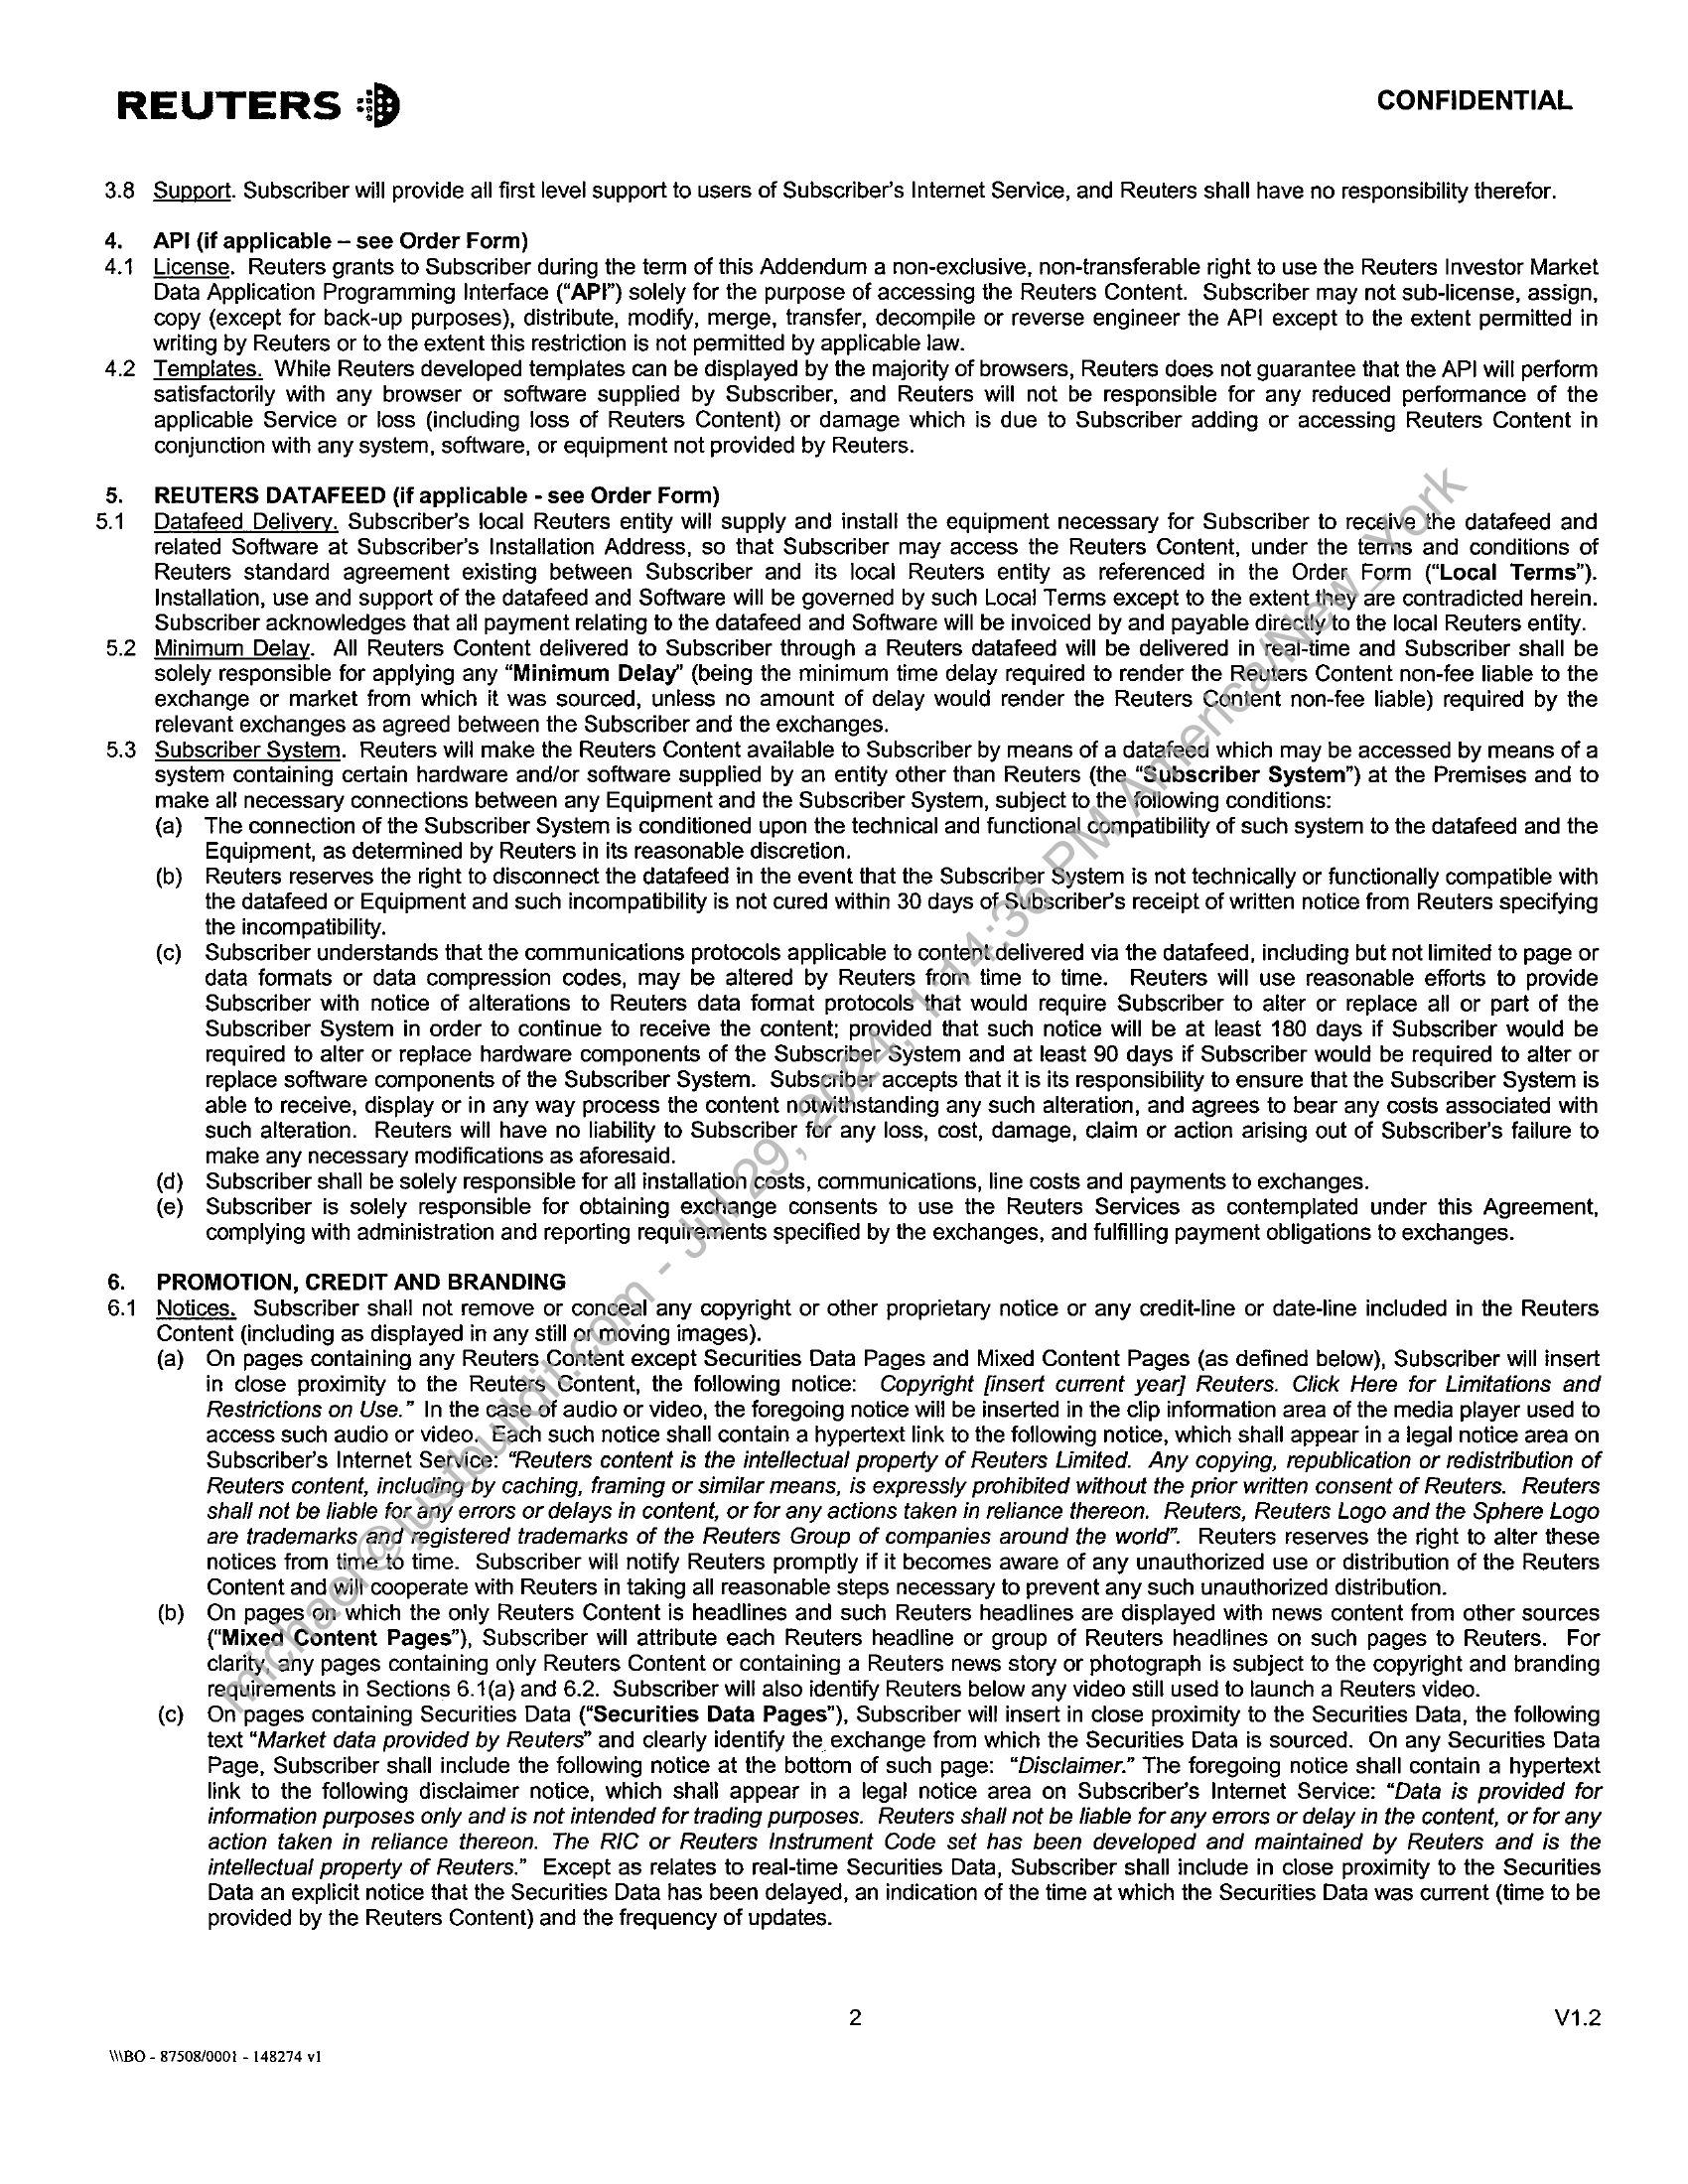 REUTERS
CONFIDENTIAL
3.8 Support. Subscriber will provide all first level support to users of Subscriber's Internet Service, and Reuters shall have no responsibility therefor.
4. API (if applicable – see Order Form)
4.1 License. Reuters grants to Subscriber during the term of this Addendum a non-exclusive, non-transferable right to use the Reuters Investor Market
Data Application Programming Interface ("API") solely for the purpose of accessing the Reuters Content. Subscriber may not sub-license, assign,
copy (except for back-up purposes), distribute, modify, merge, transfer, decompile or reverse engineer the API except to the extent permitted in
writing by Reuters or to the extent this restriction is not permitted by applicable law.
4.2 Templates. While Reuters developed templates can be displayed by the majority of browsers, Reuters does not guarantee that the API will perform
satisfactorily with any browser or software supplied by Subscriber, and Reuters will not be responsible for any reduced performance of the
applicable Service or loss (including loss of Reuters Content) or damage which is due to Subscriber adding or accessing Reuters Content in
conjunction with any system, software, or equipment not provided by Reuters.
5. REUTERS DATAFEED (if applicable - see Order Form)
5.1 Datafeed Delivery. Subscriber's local Reuters entity will supply and install the equipment necessary for Subscriber to receive the datafeed and
related Software at Subscriber's Installation Address, so that Subscriber may access the Reuters Content, under the terms and conditions of
Reuters standard agreement existing between Subscriber and its local Reuters entity as referenced in the Order Form ("Local Terms").
Installation, use and support of the datafeed and Software will be governed by such Local Terms except to the extent they are contradicted herein.
Subscriber acknowledges that all payment relating to the datafeed and Software will be invoiced by and payable directly to the local Reuters entity.
5.2 Minimum Delay. All Reuters Content delivered to Subscriber through a Reuters datafeed will be delivered in real-time and Subscriber shall be
solely responsible for applying any "Minimum Delay" (being the minimum time delay required to render the Reuters Content non-fee liable to the
exchange or market from which it was sourced, unless no amount of delay would render the Reuters Content non-fee liable) required by the
relevant exchanges as agreed between the Subscriber and the exchanges.
5.3 Subscriber System. Reuters will make the Reuters Content available to Subscriber by means of a datafeed which may be accessed by means of a
system containing certain hardware and/or software supplied by an entity other than Reuters (the "Subscriber System") at the Premises and to
make all necessary connections between any Equipment and the Subscriber System, subject to the following conditions:
(a) The connection of the Subscriber System is conditioned upon the technical and functional compatibility of such system to the datafeed and the
Equipment, as determined by Reuters in its reasonable discretion.
(b) Reuters reserves the right to disconnect the datafeed in the event that the Subscriber System is not technically or functionally compatible with
the datafeed or Equipment and such incompatibility is not cured within 30 days of Subscriber's receipt of written notice from Reuters specifying
the incompatibility.
(c) Subscriber understands that the communications protocols applicable to content delivered via the datafeed, including but not limited to page or
data formats or data compression codes, may be altered by Reuters from time to time. Reuters will use reasonable efforts to provide
Subscriber with notice of alterations to Reuters data format protocols that would require Subscriber to alter or replace all or part of the
Subscriber System in order to continue to receive the content; provided that such notice will be at least 180 days if Subscriber would be
required to alter or replace hardware components of the Subscriber System and at least 90 days if Subscriber would be required to alter or
replace software components of the Subscriber System. Subscriber accepts that it is its responsibility to ensure that the Subscriber System is
able to receive, display or in any way process the content notwithstanding any such alteration, and agrees to bear any costs associated with
such alteration. Reuters will have no liability to Subscriber for any loss, cost, damage, claim or action arising out of Subscriber's failure to
make any necessary modifications as aforesaid.
(d) Subscriber shall be solely responsible for all installation costs, communications, line costs and payments to exchanges.
(e) Subscriber is solely responsible for obtaining exchange consents to use the Reuters Services as contemplated under this Agreement,
complying with administration and reporting requirements specified by the exchanges, and fulfilling payment obligations to exchanges.
6. PROMOTION, CREDIT AND BRANDING
6.1 Notices. Subscriber shall not remove or conceal any copyright or other proprietary notice or any credit-line or date-line included in the Reuters
Content (including as displayed in any still or moving images).
(a) On pages containing any Reuters Content except Securities Data Pages and Mixed Content Pages (as defined below), Subscriber will insert
in close proximity to the Reuters Content, the following notice: Copyright [insert current year] Reuters. Click Here for Limitations and
Restrictions on Use." In the case of audio or video, the foregoing notice will be inserted in the clip information area of the media player used to
access such audio or video. Each such notice shall contain a hypertext link to the following notice, which shall appear in a legal notice area on
Subscriber's Internet Service: "Reuters content is the intellectual property of Reuters Limited. Any copying, republication or redistribution of
Reuters content, including by caching, framing or similar means, is expressly prohibited without the prior written consent of Reuters. Reuters
shall not be liable for any errors or delays in content, or for any actions taken in reliance thereon. Reuters, Reuters Logo and the Sphere Logo
are trademarks and registered trademarks of the Reuters Group of companies around the world". Reuters reserves the right to alter these
notices from time to time. Subscriber will notify Reuters promptly if it becomes aware of any unauthorized use or distribution of the Reuters
Content and will cooperate with Reuters in taking all reasonable steps necessary to prevent any such unauthorized distribution.
(b) On pages on which the only Reuters Content is headlines and such Reuters headlines are displayed with news content from other sources
("Mixed Content Pages"), Subscriber will attribute each Reuters headline or group of Reuters headlines on such pages to Reuters. For
clarity, any pages containing only Reuters Content or containing a Reuters news story or photograph is subject to the copyright and branding
requirements in Sections 6.1(a) and 6.2. Subscriber will also identify Reuters below any video still used to launch a Reuters video.
(c) On pages containing Securities Data ("Securities Data Pages"), Subscriber will insert in close proximity to the Securities Data, the following
text "Market data provided by Reuters" and clearly identify the exchange from which the Securities Data is sourced. On any Securities Data
Page, Subscriber shall include the following notice at the bottom of such page: "Disclaimer." The foregoing notice shall contain a hypertext
link to the following disclaimer notice, which shall appear in a legal notice area on Subscriber's Internet Service: "Data is provided for
information purposes only and is not intended for trading purposes. Reuters shall not be liable for any errors or delay in the content, or for any
action taken in reliance thereon. The RIC or Reuters Instrument Code set has been developed and maintained by Reuters and is the
intellectual property of Reuters." Except as relates to real-time Securities Data, Subscriber shall include in close proximity to the Securities
Data an explicit notice that the Securities Data has been delayed, an indication of the time at which the Securities Data was current (time to be
provided by the Reuters Content) and the frequency of updates.
2
V1.2
\\\BO - 87508/0001 - 148274 v1
michael@justbuildit.com - Jul 29, 2024, 1:14:36 PM America/New_York